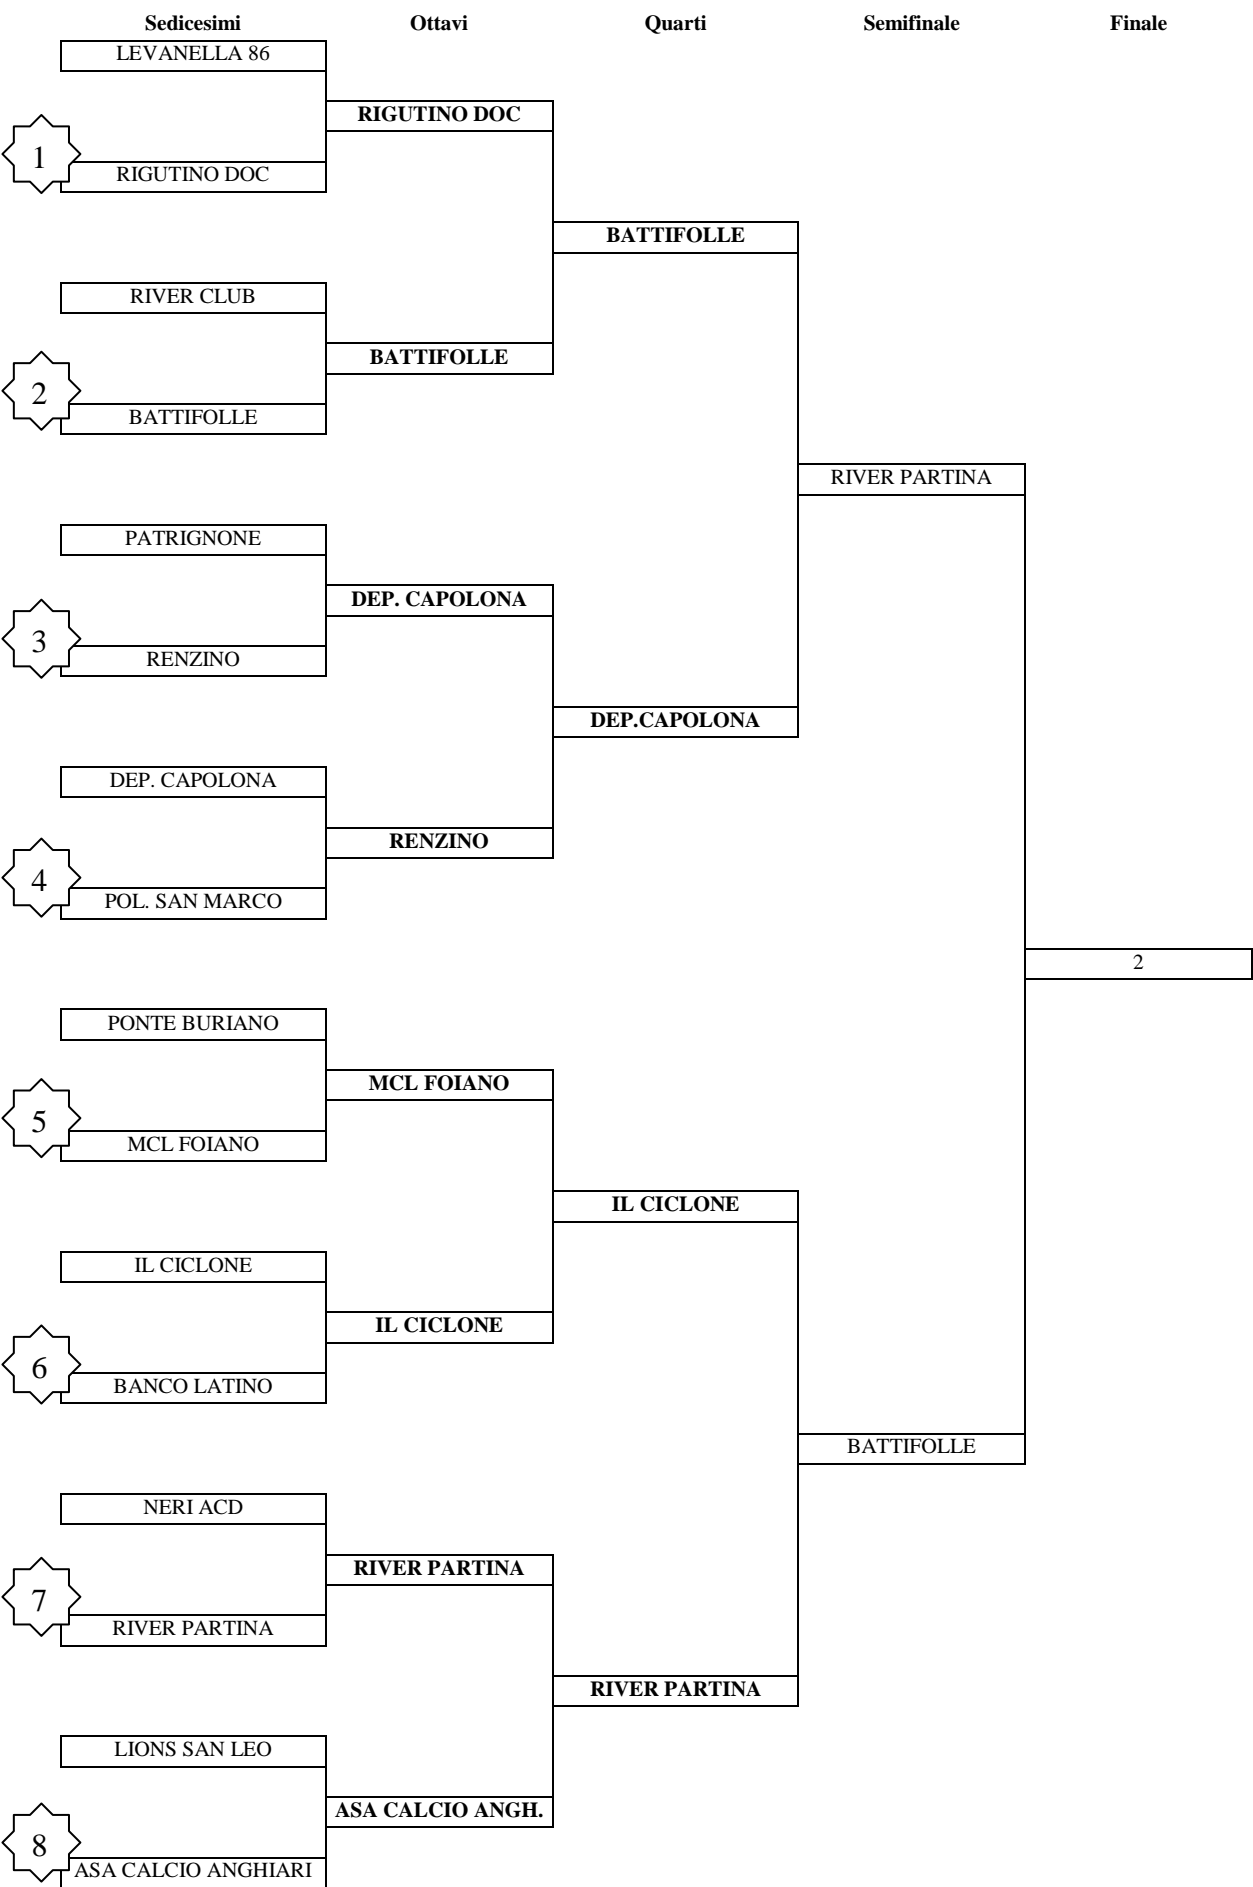 Sedicesimi Ottavi Quarti Semifinale Finale
LEVANELLA 86
RIGUTINO DOC
1
RIGUTINO DOC
BATTIFOLLE
RIVER CLUB
BATTIFOLLE
2
BATTIFOLLE
RIVER PARTINA
PATRIGNONE
DEP. CAPOLONA
3
RENZINO
DEP.CAPOLONA
DEP. CAPOLONA
RENZINO
4
POL. SAN MARCO
2
PONTE BURIANO
MCL FOIANO
5
MCL FOIANO
IL CICLONE
IL CICLONE
IL CICLONE
6
BANCO LATINO
BATTIFOLLE
NERI ACD
RIVER PARTINA
7
RIVER PARTINA
RIVER PARTINA
LIONS SAN LEO
ASA CALCIO ANGH.
8
ASA CALCIO ANGHIARI